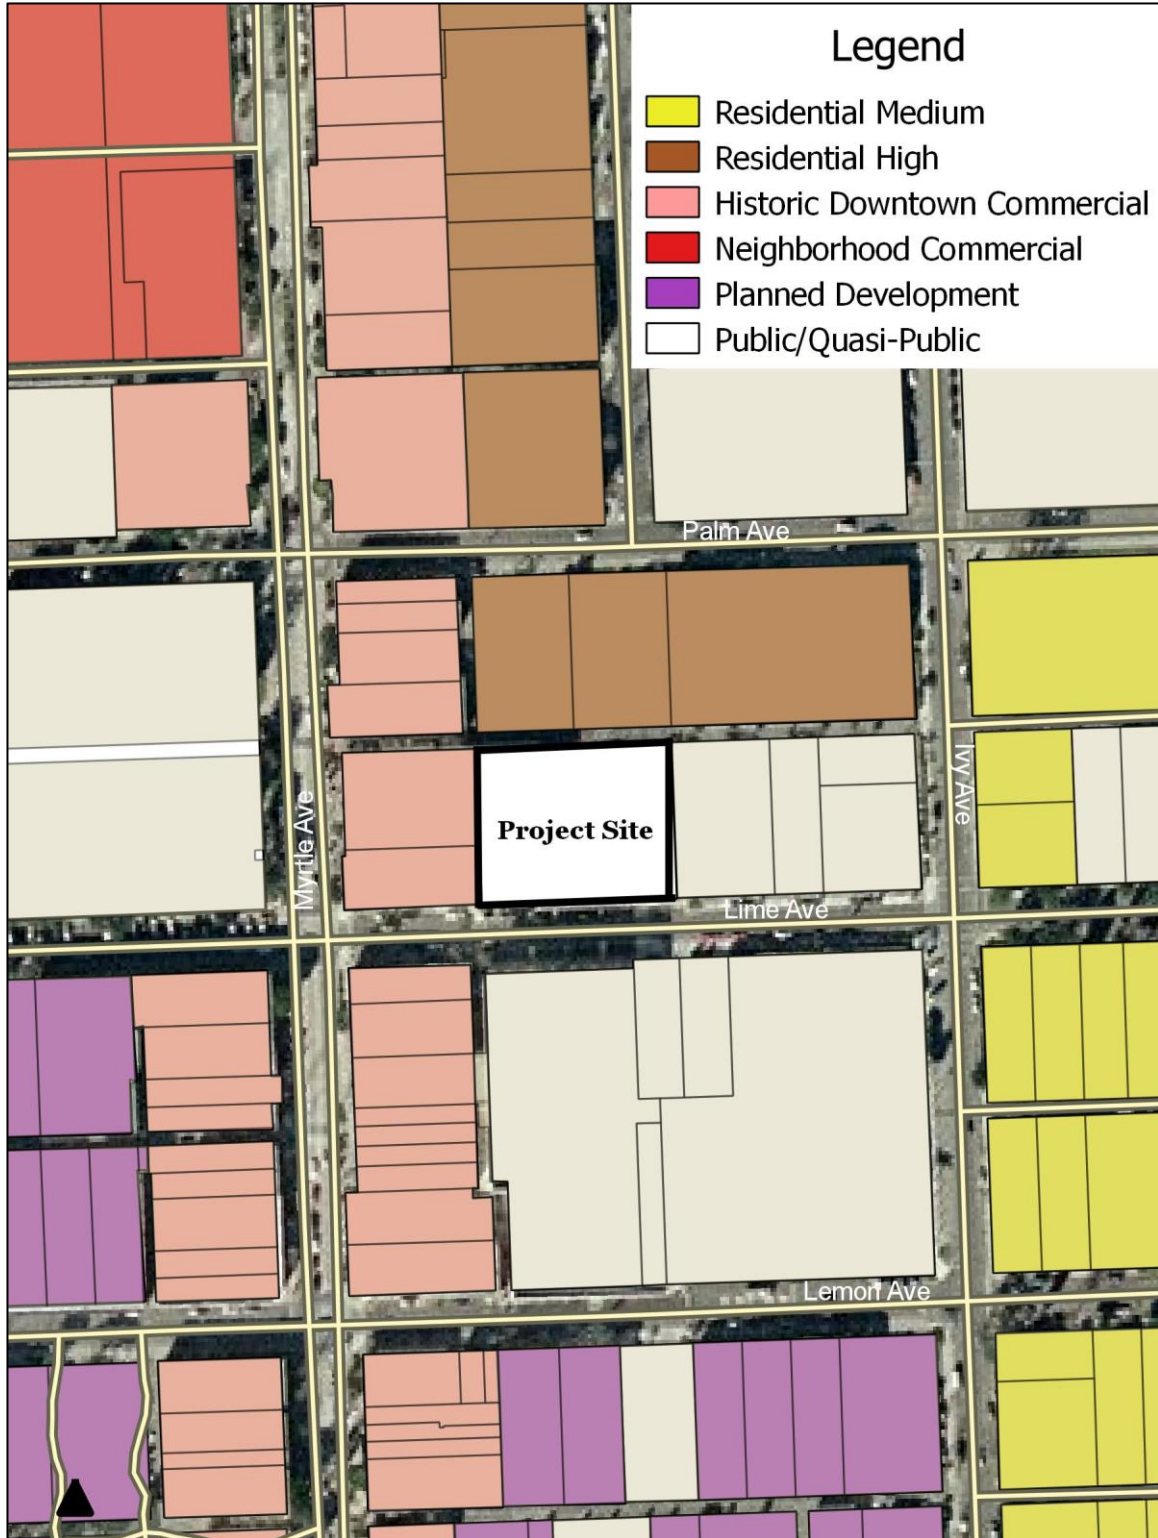 Legend
Residential Medium
Residential High
Historic Downtown Commercial
Neighborhood Commercial
Planned Development
Public/Quasi-Public
Palm Ave
Ivy Ave
Myrtle Ave
Project Site
Lime Ave
Lemon Ave